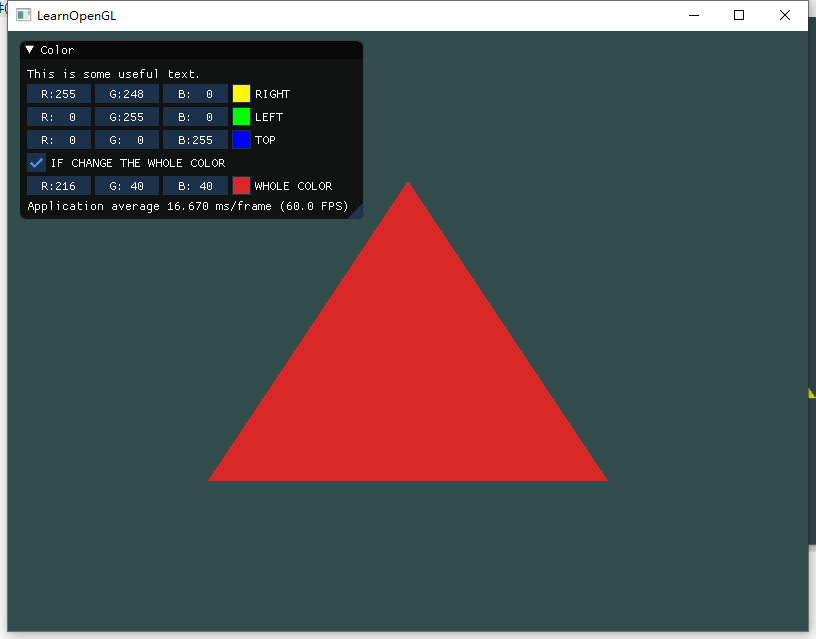 LearnOpenGL
Color
This is some useful text.
R:255 G:248 B: 0 RIGHT
R: 0 G:255 B: 0 LEFT
R: 0 G: 0 B:255 TOP
IF CHANGE THE WHOLE COLOR
R:216 G: 40 B: 40 WHOLE COLOR
Application average 16.670 ms/frame (60.0 FPS)